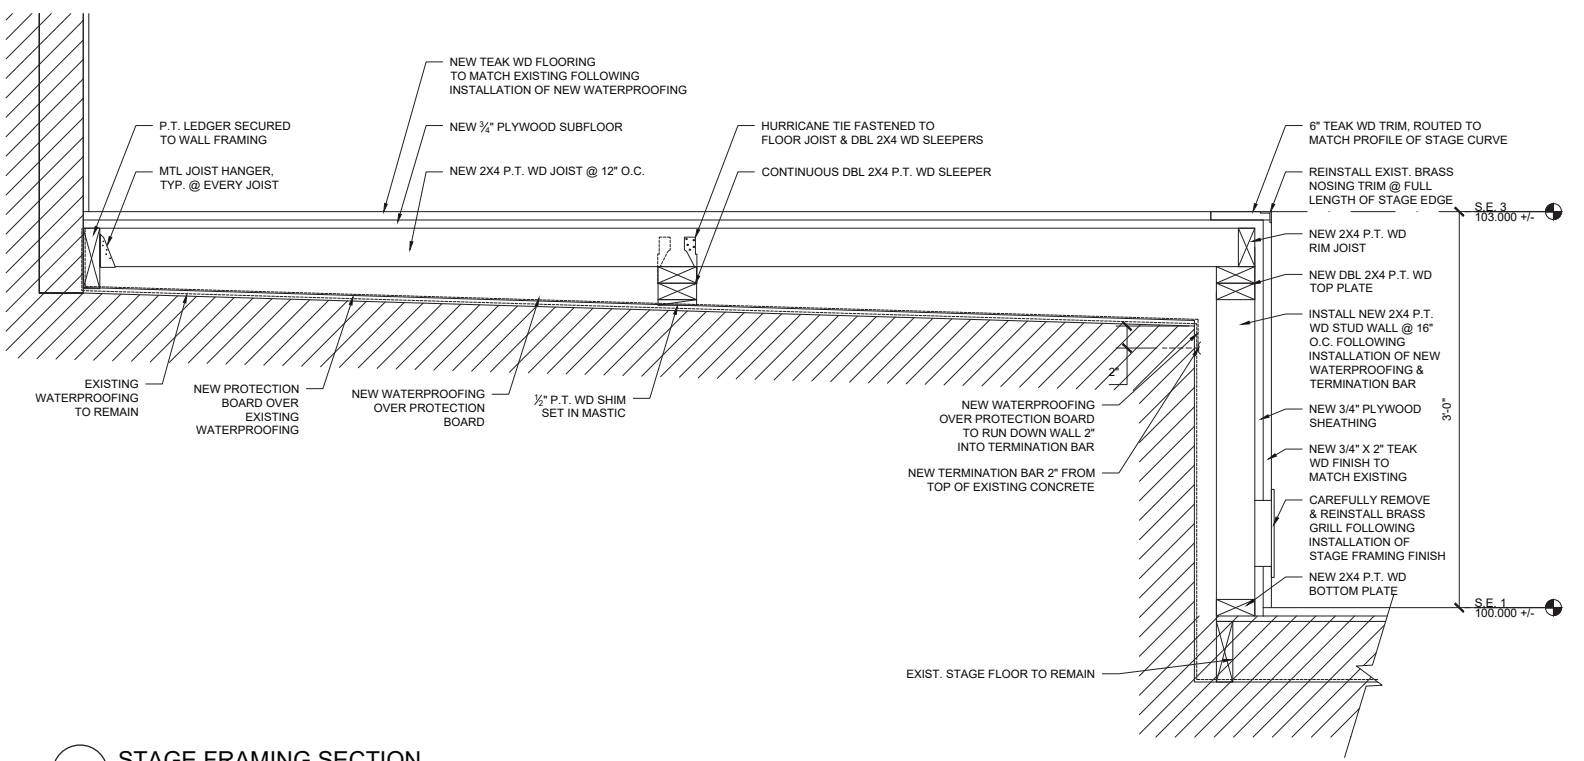 NEW TEAK WD FLOORING
TO MATCH EXISTING FOLLOWING
INSTALLATION OF NEW WATERPROOFING
P.T. LEDGER SECURED
TO WALL FRAMING
NEW ¾" PLYWOOD SUBFLOOR
HURRICANE TIE FASTENED TO
FLOOR JOIST & DBL 2X4 WD SLEEPERS
6" TEAK WD TRIM, ROUTED TO
MATCH PROFILE OF STAGE CURVE
MTL JOIST HANGER,
TYP. @ EVERY JOIST
NEW 2X4 P.T. WD JOIST @ 12" O.C.
CONTINUOUS DBL 2X4 P.T. WD SLEEPER
REINSTALL EXIST. BRASS
NOSING TRIM @ FULL
LENGTH OF STAGE EDGE
S.E. 3
103.000 +/-
NEW 2X4 P.T. WD
RIM JOIST
NEW DBL 2X4 P.T. WD
TOP PLATE
INSTALL NEW 2X4 P.T.
WD STUD WALL @ 16"
O.C. FOLLOWING
INSTALLATION OF NEW
WATERPROOFING &
TERMINATION BAR
EXISTING
WATERPROOFING
TO REMAIN
NEW PROTECTION
BOARD OVER
EXISTING
WATERPROOFING
NEW WATERPROOFING
OVER PROTECTION
BOARD
½" P.T. WD SHIM
SET IN MASTIC
2"
NEW WATERPROOFING
OVER PROTECTION BOARD
TO RUN DOWN WALL 2"
INTO TERMINATION BAR
NEW TERMINATION BAR 2" FROM
TOP OF EXISTING CONCRETE
NEW 3/4" PLYWOOD
SHEATHING
3'-0"
NEW 3/4" X 2" TEAK
WD FINISH TO
MATCH EXISTING
CAREFULLY REMOVE
& REINSTALL BRASS
GRILL FOLLOWING
INSTALLATION OF
STAGE FRAMING FINISH
NEW 2X4 P.T. WD
BOTTOM PLATE
S.E. 1
100.000 +/-
EXIST. STAGE FLOOR TO REMAIN
STAGE FRAMING SECTION